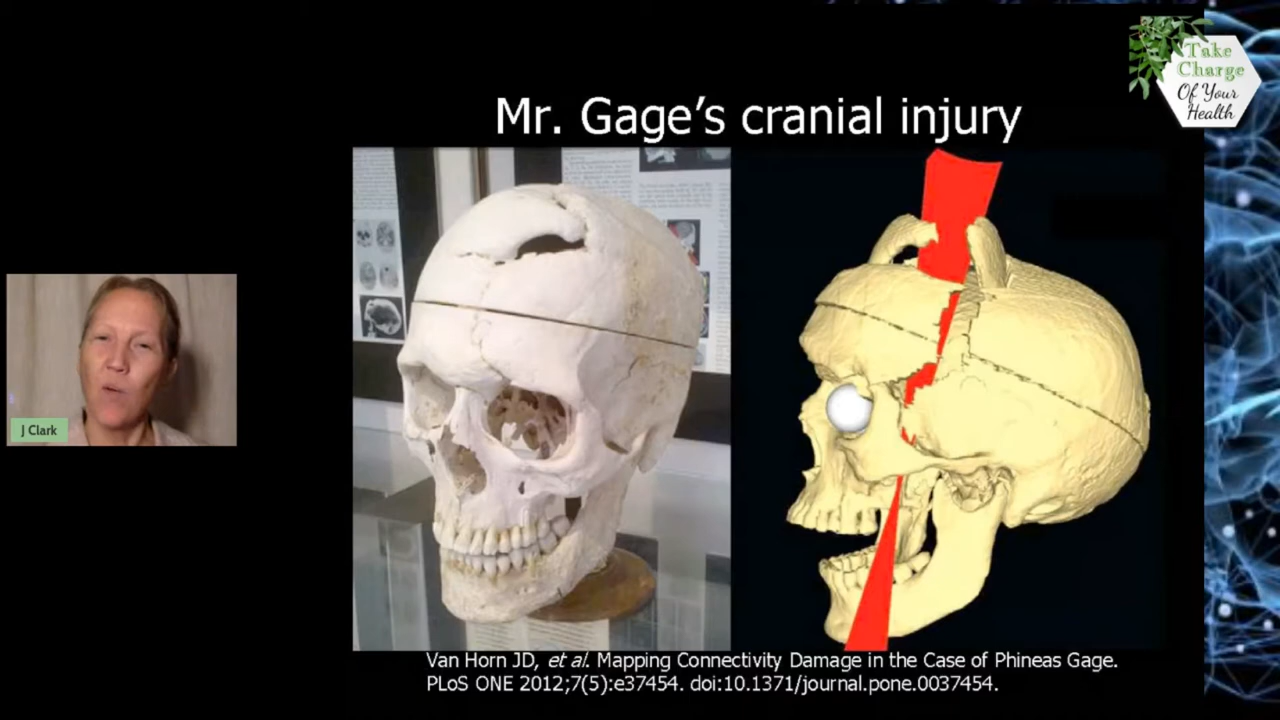 Take
Charge
Of Your
Health
Mr. Gage's cranial injury
J Clark
Van Horn JD, et al. Mapping Connectivity Damage in the Case of Phineas Gage.
PLoS ONE 2012;7(5):e37454. doi:10.1371/journal.pone.0037454.